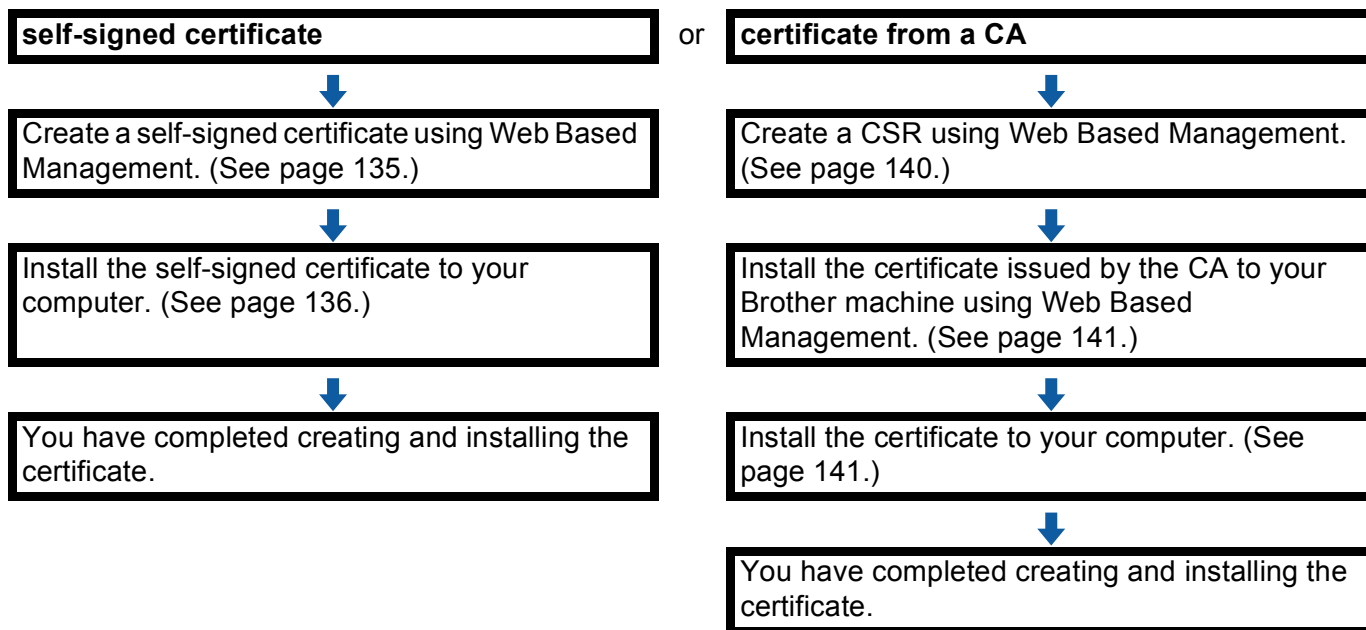 self-signed certificate
or
certificate from a CA
Create a self-signed certificate using Web Based
Management. (See page 135.)
Create a CSR using Web Based Management.
(See page 140.)
Install the self-signed certificate to your
computer. (See page 136.)
Install the certificate issued by the CA to your
Brother machine using Web Based
Management. (See page 141.)
You have completed creating and installing the
certificate.
Install the certificate to your computer. (See
page 141.)
You have completed creating and installing the
certificate.